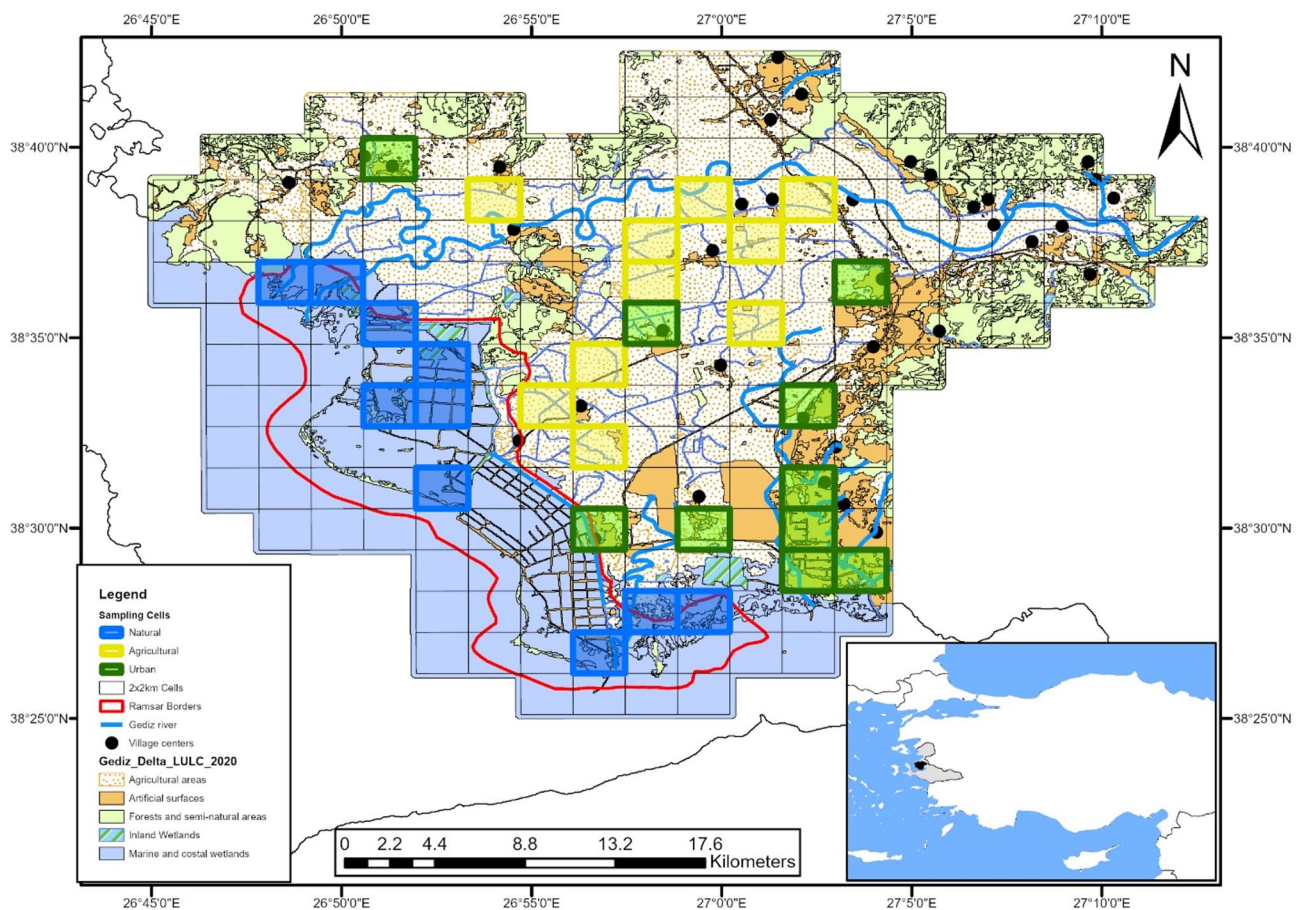 26°45'0"E 26°50'0"E 26°55'0"E 27°0'0"E 27°5'0"E 27°10'0"E
N
38°40'0"N 38°40'0"N
38°35'0"N 38°35'0"N
38°30'0"N 38°30'0"N
38°25'0"N 38°25'0"N
Legend
Sampling Cells
Natural
Agricultural
Urban
2x2km Cells
Ramsar Borders
Gediz river
Village centers
Gediz_Delta_LULC_2020
Agricultural areas
Artificial surfaces
Forests and semi-natural areas
Inland Wetlands
Marine and costal wetlands
0 2.2 4.4 8.8 13.2 17.6
Kilometers
26°45'0"E 26°50'0"E 26°55'0"E 27°0'0"E 27°5'0"E 27°10'0"E